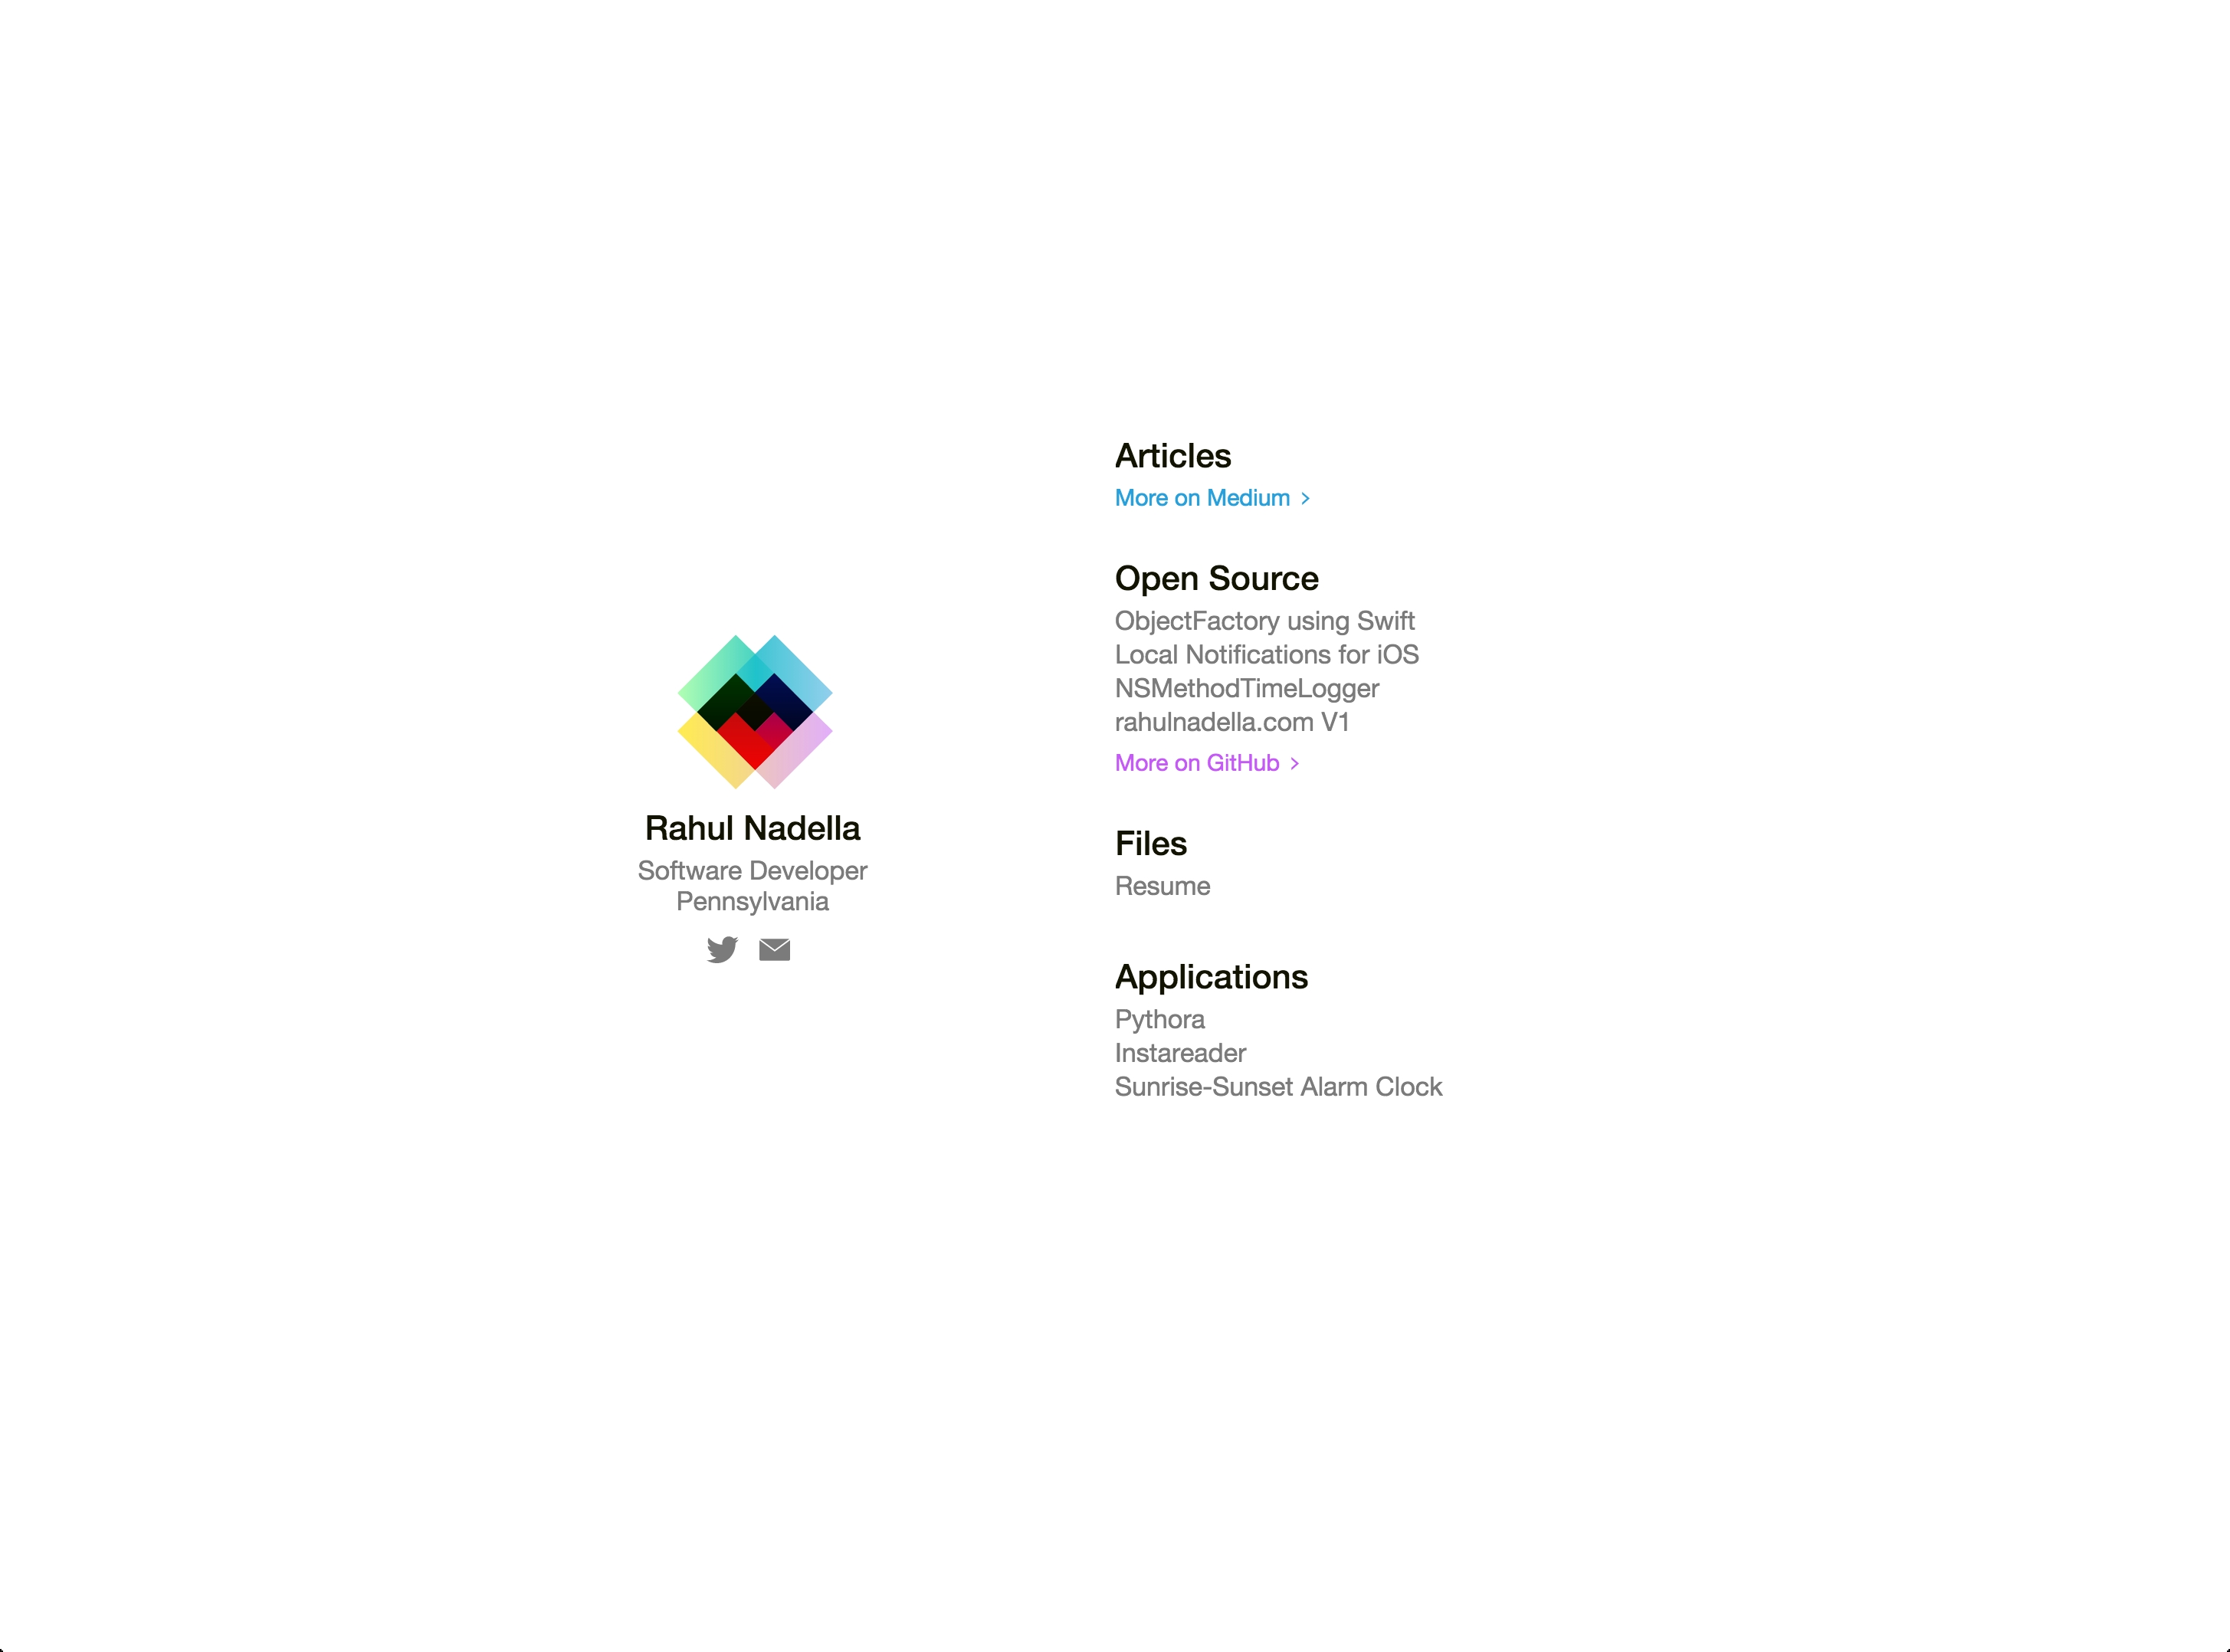 Rahul Nadella
Software Developer
Pennsylvania
Articles
More on Medium >
Open Source
ObjectFactory using Swift
Local Notifications for iOS
NSMethodTimeLogger
rahulnadella.com V1
More on GitHub >
Files
Resume
Applications
Pythora
Instareader
Sunrise-Sunset Alarm Clock